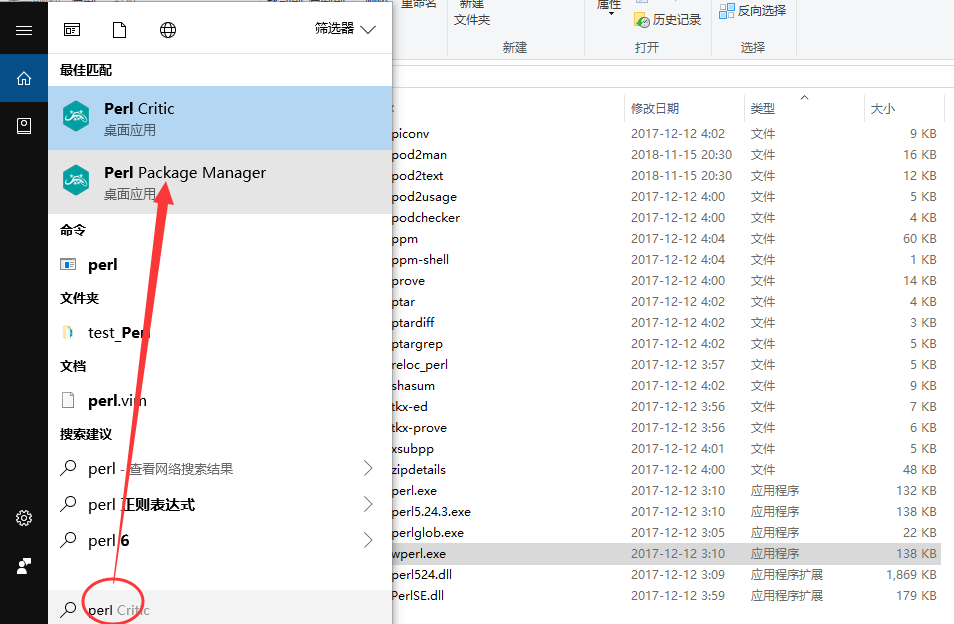 筛选器
最佳匹配
Perl Critic
桌面应用
Perl Package Manager
桌面应用
命令
perl
文件夹
test_Perl
文档
perl.vim
搜索建议
perl - 查看网络搜索结果
perl 正则表达式
perl 6
perl Critic
重命名
新建
文件夹
新建
属性
历史记录
打开
反向选择
选择
修改日期 类型 大小
piconv 2017-12-12 4:02 文件 9 KB
pod2man 2018-11-15 20:30 文件 16 KB
pod2text 2018-11-15 20:30 文件 12 KB
pod2usage 2017-12-12 4:00 文件 5 KB
podchecker 2017-12-12 4:00 文件 4 KB
ppm 2017-12-12 4:04 文件 60 KB
ppm-shell 2017-12-12 4:04 文件 1 KB
prove 2017-12-12 4:00 文件 14 KB
ptar 2017-12-12 4:02 文件 4 KB
ptardiff 2017-12-12 4:02 文件 3 KB
ptargrep 2017-12-12 4:02 文件 5 KB
reloc_perl 2017-12-12 3:57 文件 5 KB
shasum 2017-12-12 4:02 文件 9 KB
tkx-ed 2017-12-12 3:56 文件 7 KB
tkx-prove 2017-12-12 3:56 文件 6 KB
xsubpp 2017-12-12 4:01 文件 5 KB
zipdetails 2017-12-12 4:00 文件 48 KB
perl.exe 2017-12-12 3:10 应用程序 132 KB
perl5.24.3.exe 2017-12-12 3:10 应用程序 138 KB
perlglob.exe 2017-12-12 3:05 应用程序 22 KB
wperl.exe 2017-12-12 3:10 应用程序 138 KB
perl524.dll 2017-12-12 3:09 应用程序扩展 1,869 KB
PerlSE.dll 2017-12-12 3:59 应用程序扩展 179 KB